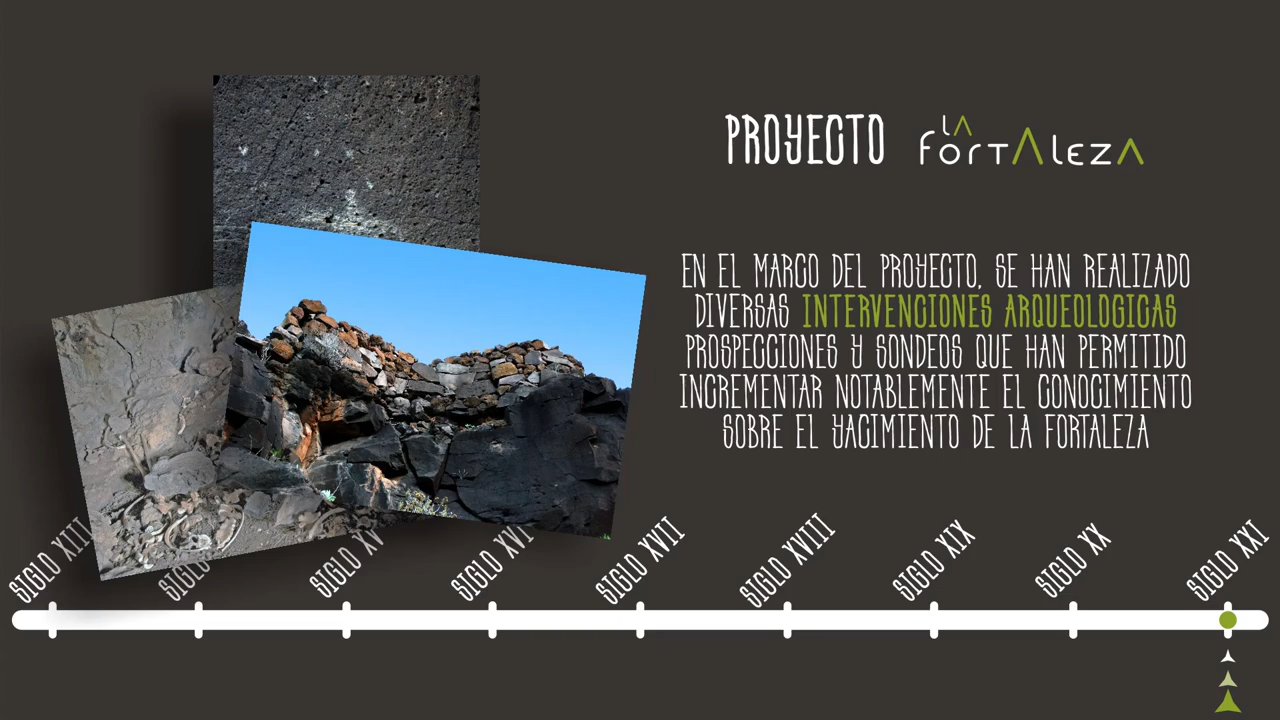 PROYECTO LA FORTALEZA
EN EL MARCO DEL PROYECTO, SE HAN REALIZADO
DIVERSAS INTERVENCIONES ARQUEOLOGICAS
PROSPECCIONES Y SONDEOS QUE HAN PERMITIDO
INCREMENTAR NOTABLEMENTE EL CONOCIMIENTO
SOBRE EL YACIMIENTO DE LA FORTALEZA
SIGLO XIII
SIGLO
SIGLO XV
SIGLO XVI
SIGLO XVII
SIGLO XVIII
SIGLO XIX
SIGLO XX
SIGLO XXI